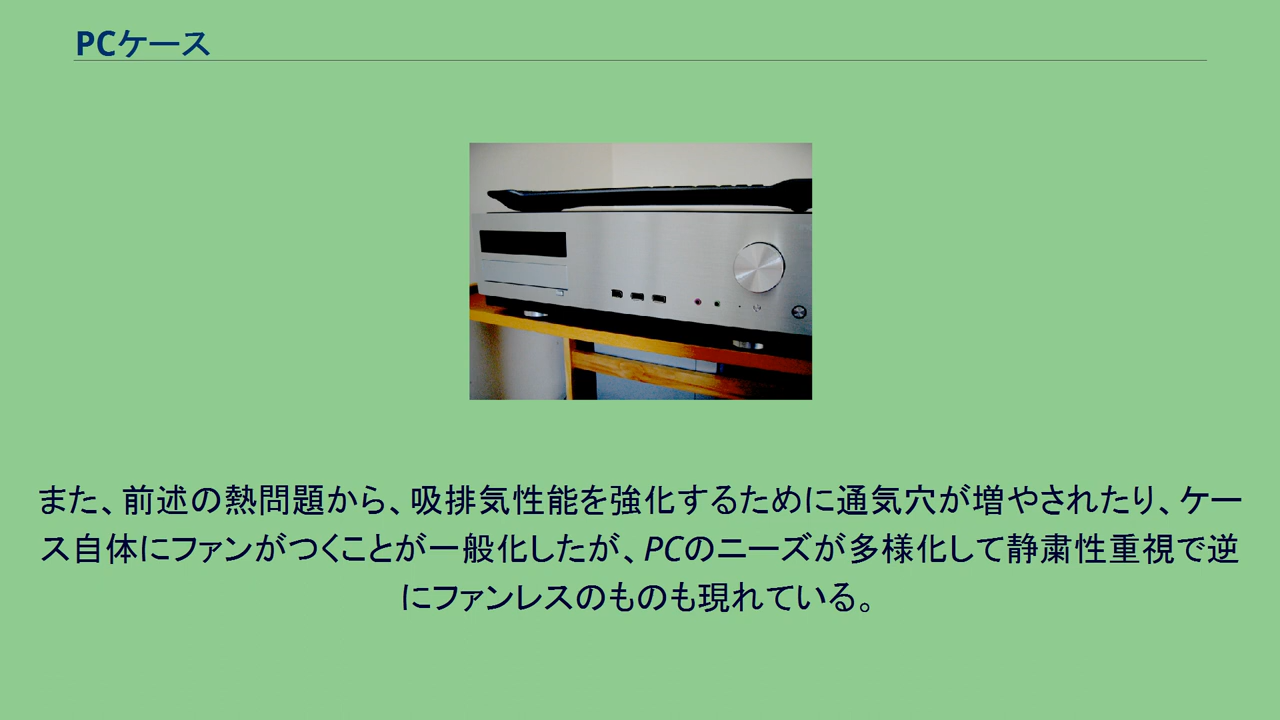 PCケース
また、前述の熱問題から、吸排気性能を強化するために通気穴が増やされたり、ケー
ス自体にファンがつくことが一般化したが、PCのニーズが多様化して静粛性重視で逆
にファンレスのものも現れている。